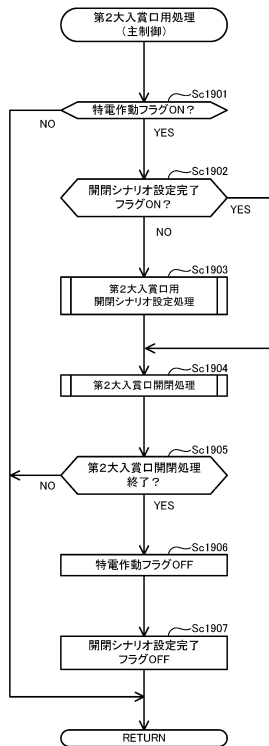 第2大入賞口用処理
(主制御)
Sc1901
特電作動フラグON?
NO
YES
Sc1902
開閉シナリオ設定完了
フラグON?
YES
NO
Sc1903
第2大入賞口用
開閉シナリオ設定処理
Sc1904
第2大入賞口開閉処理
Sc1905
第2大入賞口開閉処理
終了?
NO
YES
Sc1906
特電作動フラグOFF
Sc1907
開閉シナリオ設定完了
フラグOFF
RETURN